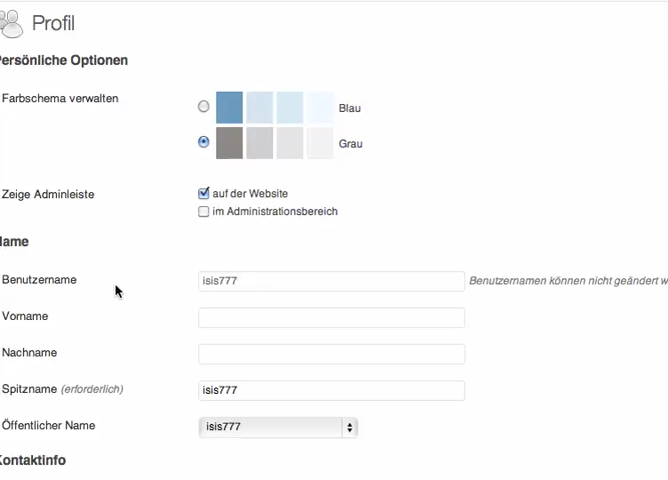 Profil
Persönliche Optionen
Farbschema verwalten
Blau
Grau
Zeige Adminleiste
auf der Website
im Administrationsbereich
Name
Benutzername
isis777
Benutzernamen können nicht geändert w
Vorname
Nachname
Spitzname (erforderlich)
isis777
Öffentlicher Name
isis777
Kontaktinfo